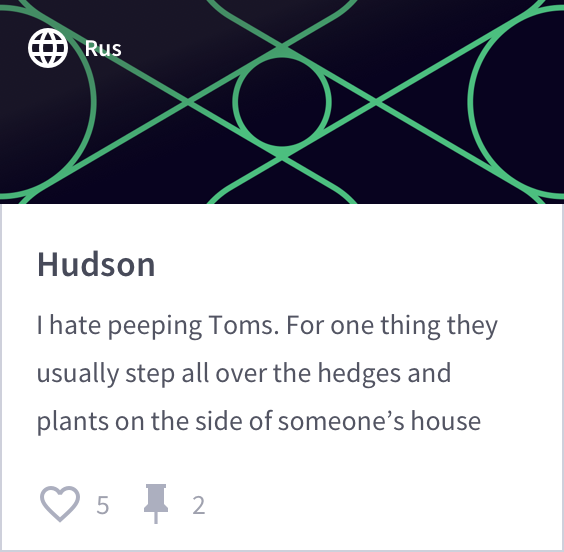 Rus
Hudson
I hate peeping Toms. For one thing they
usually step all over the hedges and
plants on the side of someone’s house
5 2